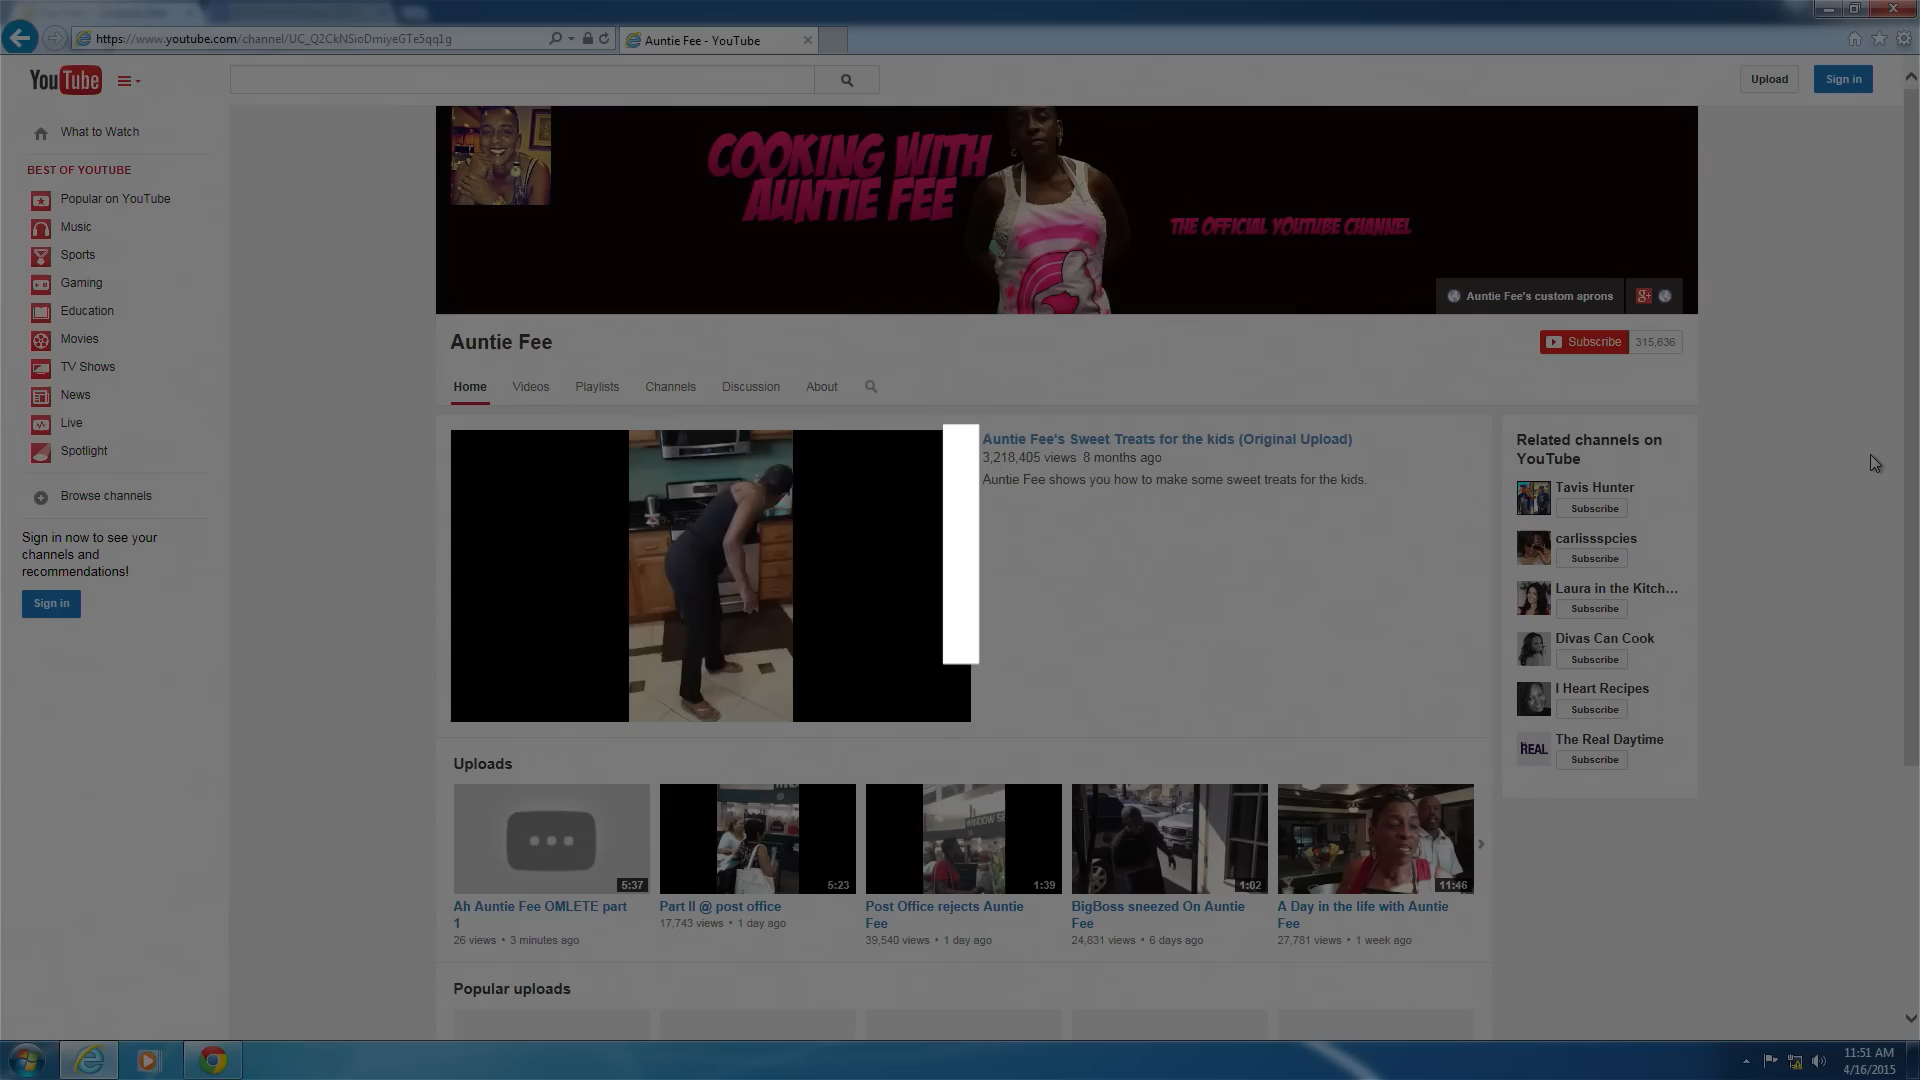 https://www.youtube.com/channel/UC_Q2CkNSioDmiyeGTe5qq1g
Auntie Fee - YouTube
YouTube
Upload
Sign in
What to Watch
BEST OF YOUTUBE
Popular on YouTube
Music
Sports
Gaming
Education
Movies
TV Shows
News
Live
Spotlight
Browse channels
Sign in now to see your
channels and
recommendations!
Sign in
COOKING WITH
AUNTIE FEE
THE OFFICIAL YOUTUBE CHANNEL
Auntie Fee's custom aprons
g+
Auntie Fee
Subscribe 315,636
Home Videos Playlists Channels Discussion About
Auntie Fee's Sweet Treats for the kids (Original Upload)
3,218,405 views 8 months ago
Auntie Fee shows you how to make some sweet treats for the kids.
Related channels on
YouTube
Tavis Hunter
Subscribe
carlissspcies
Subscribe
Laura in the Kitch...
Subscribe
Divas Can Cook
Subscribe
I Heart Recipes
Subscribe
REAL
The Real Daytime
Subscribe
Uploads
5:37
Ah Auntie Fee OMLETE part
1
26 views • 3 minutes ago
5:23
Part II @ post office
17,743 views • 1 day ago
WINDOW SE
1:39
Post Office rejects Auntie
Fee
39,540 views • 1 day ago
1:02
BigBoss sneezed On Auntie
Fee
24,831 views • 6 days ago
11:46
A Day in the life with Auntie
Fee
27,781 views • 1 week ago
Popular uploads
11:51 AM
4/16/2015